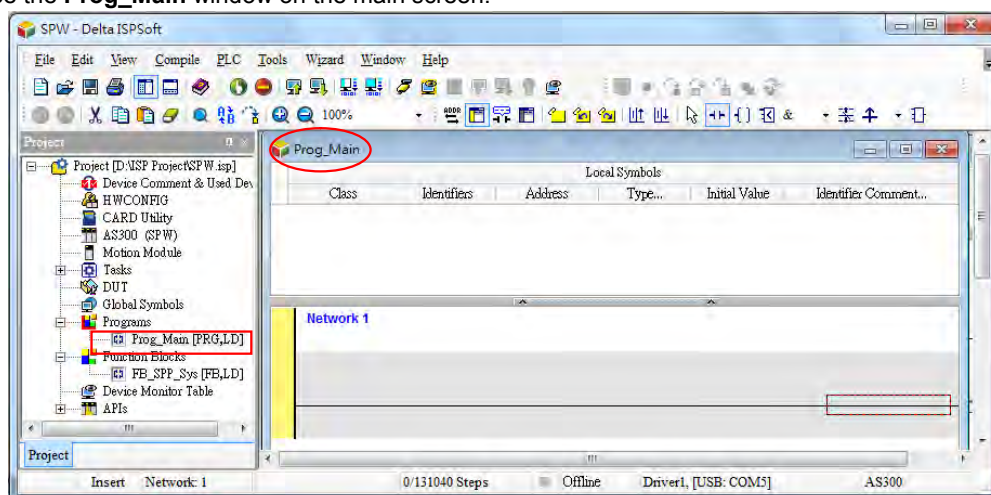 the Prog_Main window on the main screen.
SPW - Delta ISPSoft
File Edit View Compile PLC Tools Wizard Window Help
100%
Project
Project [D:\ISP Project\SPW.isp]
Device Comment & Used Dev
HWCONFIG
CARD Utility
AS300 (SPW)
Motion Module
Tasks
DUT
Global Symbols
Programs
Prog_Main [PRG,LD]
Function Blocks
FB_SPP_Sys [FB,LD]
Device Monitor Table
APIs
Project
Prog_Main
Local Symbols
Class Identifiers Address Type... Initial Value Identifier Comment...
Network 1
Insert Network: 1 0/131040 Steps Offline Driver1, [USB: COM5] AS300